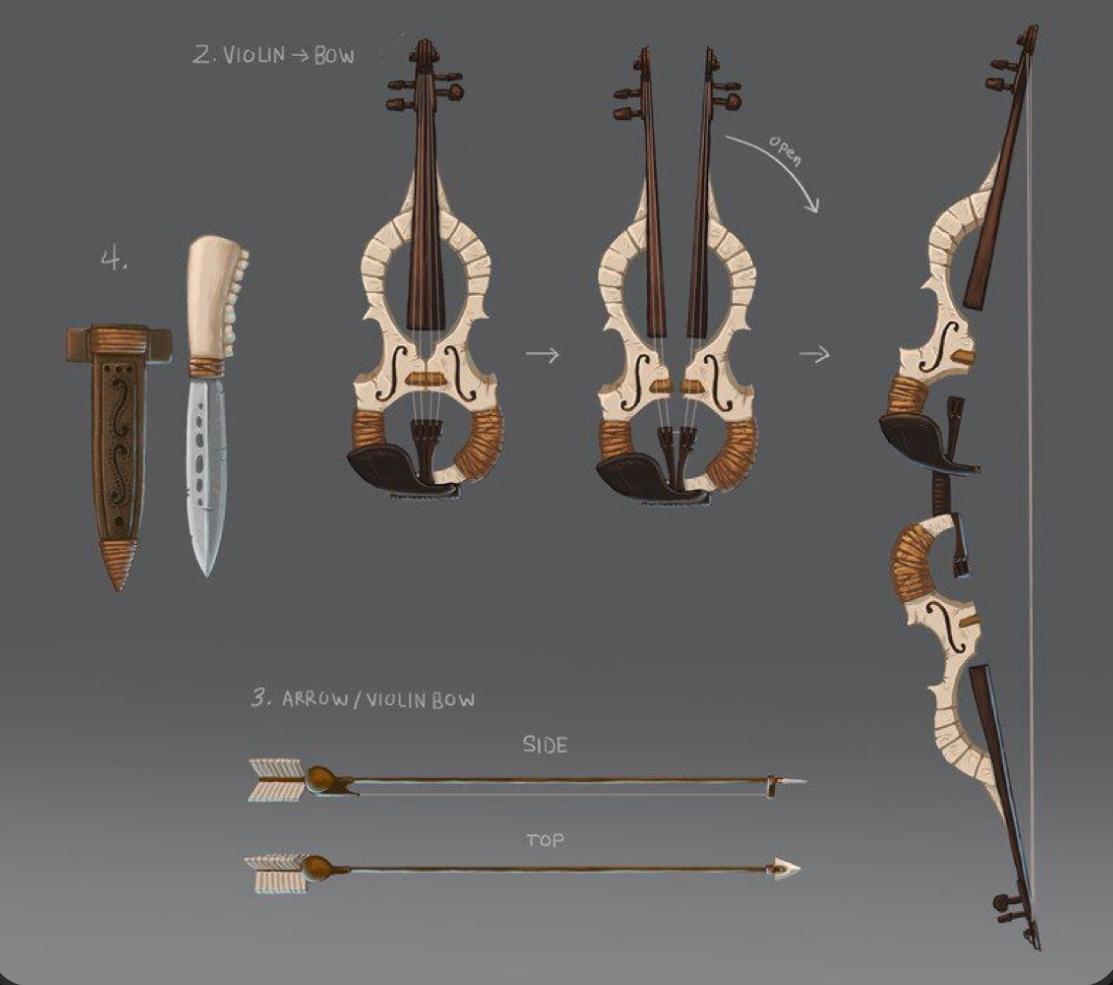 2. VIOLIN → BOW
open
4.
3. ARROW/VIOLIN BOW
SIDE
TOP